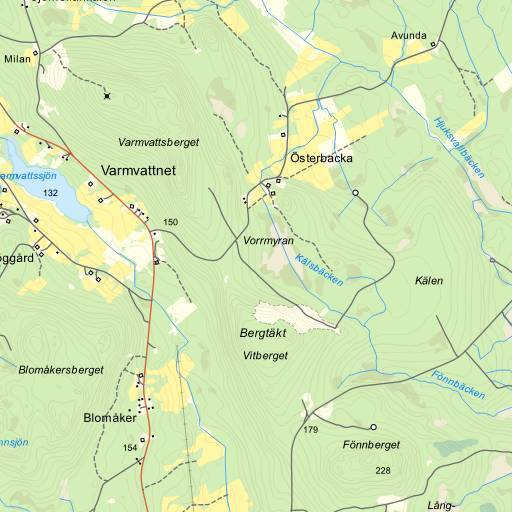 Milan
Avunda
Hjuksvallbäcken
Varmvattsberget
Österbacka
Varmvattnet
132
150
Vorrmyran
Kälsbäcken
Kälen
Bergtäkt
Vitberget
Blomåkersberget
Fönnbäcken
Blomåker
179
154
Fönnberget
228
Lång-